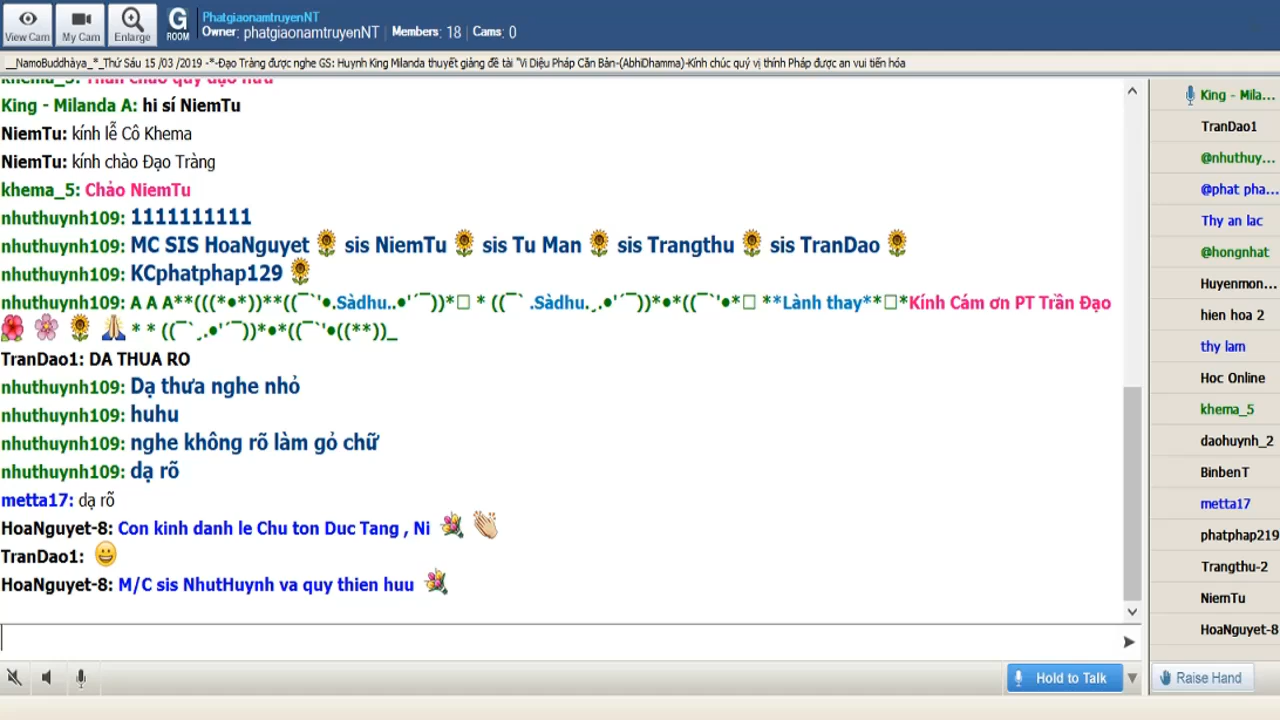 View Cam
My Cam
Enlarge
G
ROOM
PhatgiaonamtruyenNT
Owner: phatgiaonamtruyenNT | Members: 18 | Cams: 0
__NamoBuddhàya_*_Thứ Sáu 15 /03 /2019 -*-Đạo Tràng được nghe GS: Huynh King Milanda thuyết giảng đề tài "Vi Diệu Pháp Căn Bản-(AbhiDhamma)-Kính chúc quý vị thính Pháp được an vui tiến hóa
khema_5: Thân chào quý đạo hữu
King - Milanda A: hi sí NiemTu
NiemTu: kính lễ Cô Khema
NiemTu: kính chào Đạo Tràng
khema_5: Chảo NiemTu
nhuthuynh109: 1111111111
nhuthuynh109: MC SIS HoaNguyet 🌻 sis NiemTu 🌻 sis Tu Man 🌻 sis Trangthu 🌻 sis TranDao 🌻
nhuthuynh109: KCphatphap129 🌻
nhuthuynh109: A A A**(((*•*))**((¯`'•.Sàdhu..•'´¯))*□ * ((¯` .Sàdhu.¸.•'´¯))*•*((¯`'•*□ **Lành thay**□*Kính Cám ơn PT Trần Đạo
🌺 🌸 🌻 🙏 * * ((¯`¸.•'´¯))*•*((¯`'•((**))_
TranDao1: DA THUA RO
nhuthuynh109: Dạ thưa nghe nhỏ
nhuthuynh109: huhu
nhuthuynh109: nghe không rõ làm gỏ chữ
nhuthuynh109: dạ rõ
metta17: dạ rõ
HoaNguyet-8: Con kinh danh le Chu ton Duc Tang , Ni 💐 👏
TranDao1: 😀
HoaNguyet-8: M/C sis NhutHuynh va quy thien huu 💐
Hold to Talk
King - Mila...
TranDao1
@nhuthuy...
@phat pha...
Thy an lac
@hongnhat
Huyenmon...
hien hoa 2
thy lam
Hoc Online
khema_5
daohuynh_2
BinbenT
metta17
phatphap219
Trangthu-2
NiemTu
HoaNguyet-8
Raise Hand